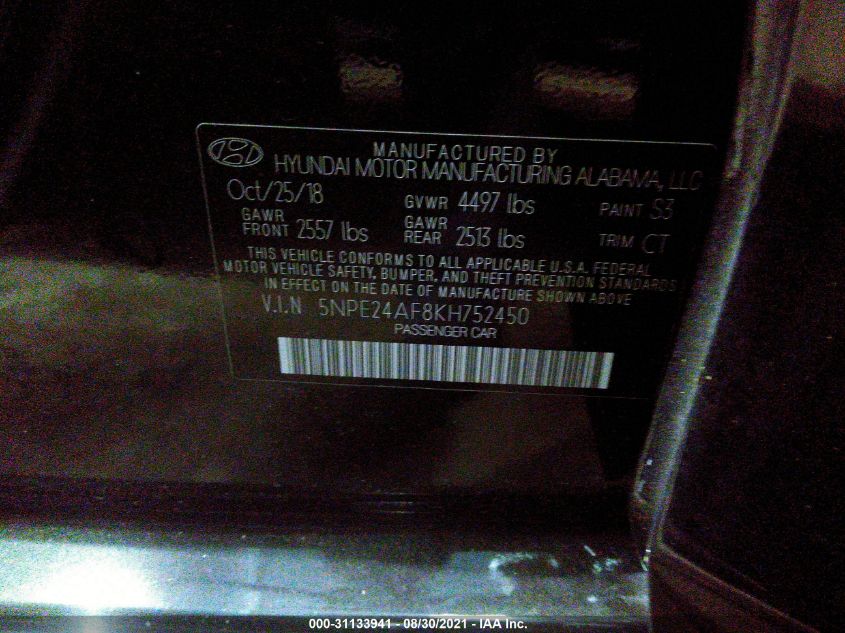 MANUFACTURED BY
HYUNDAI MOTOR MANUFACTURING ALABAMA, LLC
Oct/25/18 GVWR 4497 lbs PAINT S3
GAWR FRONT 2557 lbs GAWR REAR 2513 lbs TRIM CT
THIS VEHICLE CONFORMS TO ALL APPLICABLE U.S.A. FEDERAL
MOTOR VEHICLE SAFETY, BUMPER, AND THEFT PREVENTION STANDARDS
IN EFFECT ON THE DATE OF MANUFACTURE SHOWN ABOVE
V.I.N 5NPE24AF8KH752450
PASSENGER CAR
000-31133941 - 08/30/2021 - IAA Inc.